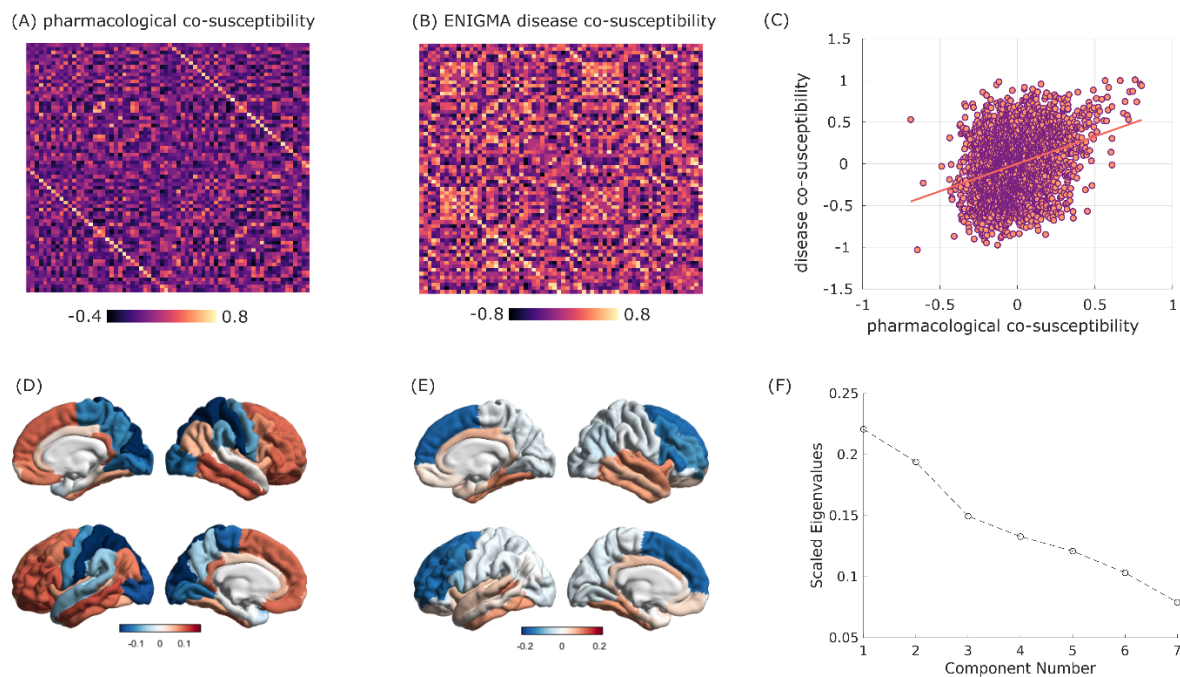 (A) pharmacological co-susceptibility
(B) ENIGMA disease co-susceptibility
(C)
-0.4 0.8
-0.8 0.8
disease co-susceptibility
1.5
1
0.5
0
-0.5
-1
-1.5
-1 -0.5 0 0.5 1
pharmacological co-susceptibility
(D)
(E)
(F)
-0.1 0 0.1
-0.2 0 0.2
Scaled Eigenvalues
0.25
0.2
0.15
0.1
0.05
1 2 3 4 5 6 7
Component Number